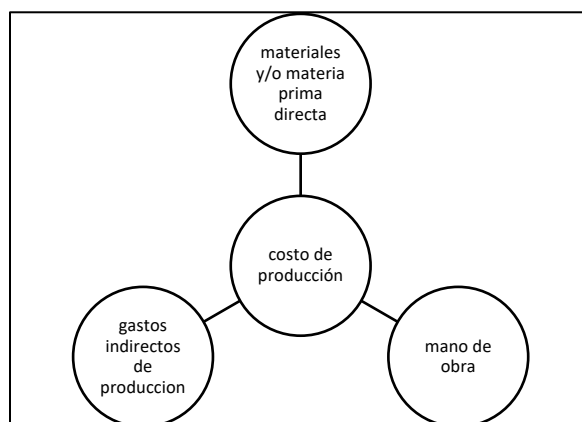 materiales
y/o materia
prima
directa
costo de
producción
gastos
indirectos
de
produccion
mano de
obra